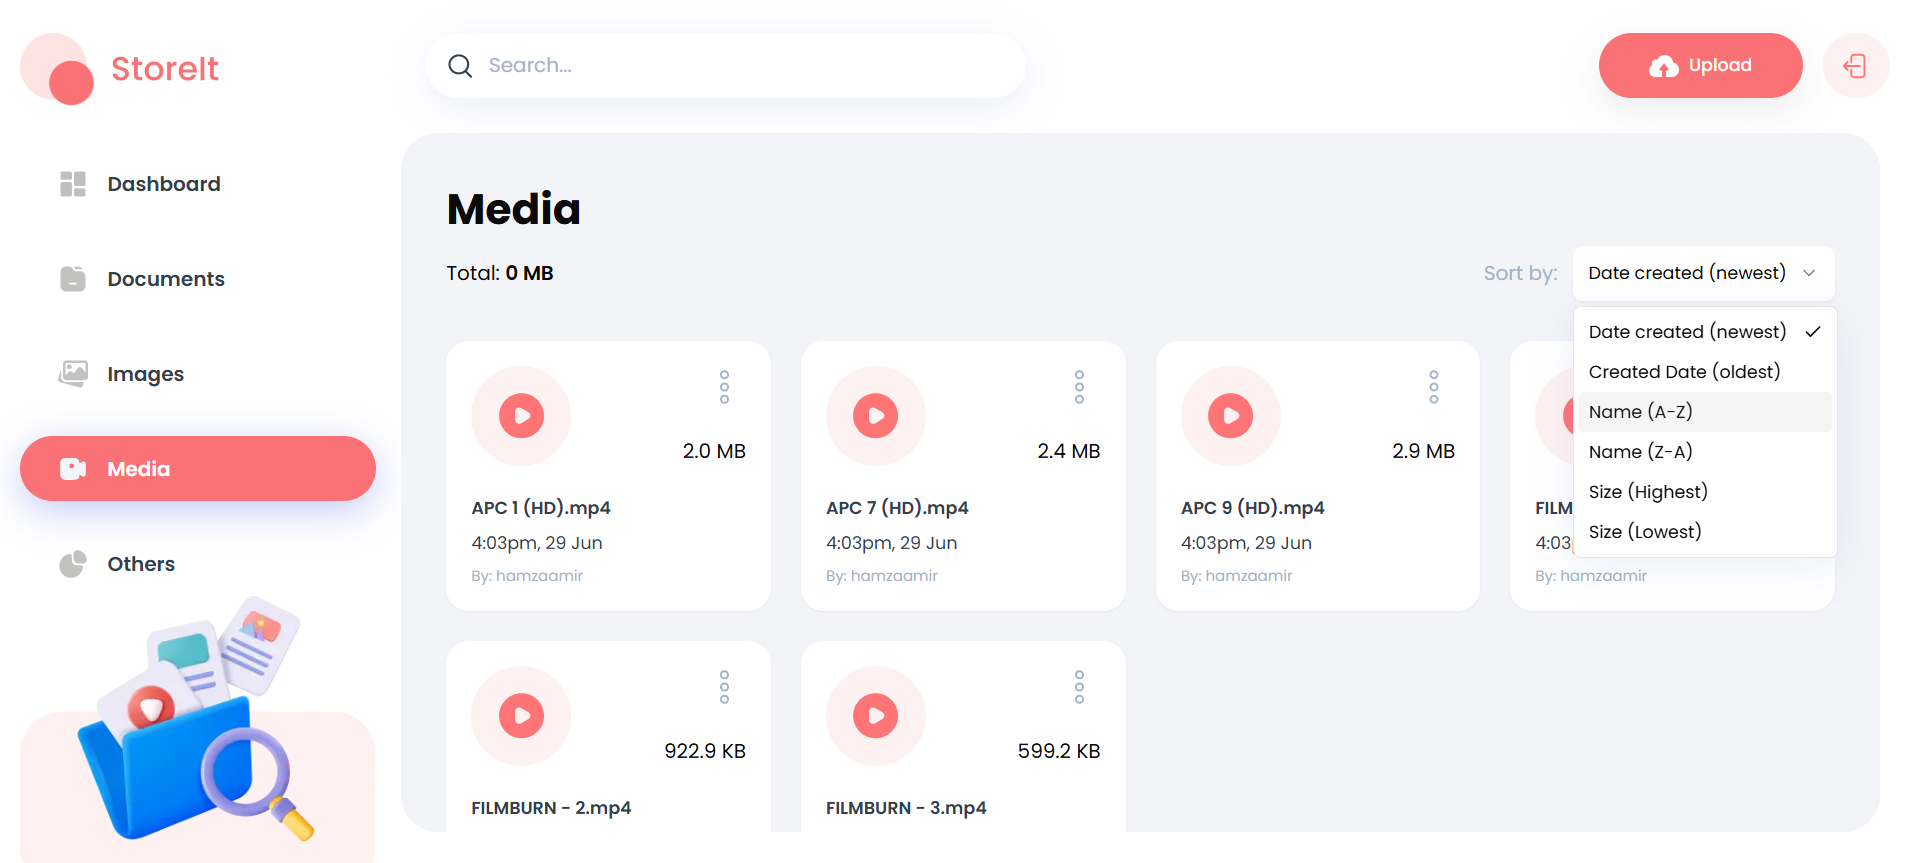 StoreIt
Search...
Upload
Dashboard
Documents
Images
Media
Others
Media
Total: 0 MB
Sort by:
Date created (newest)
Date created (newest)
Created Date (oldest)
Name (A-Z)
Name (Z-A)
Size (Highest)
Size (Lowest)
2.0 MB
APC 1 (HD).mp4
4:03pm, 29 Jun
By: hamzaamir
2.4 MB
APC 7 (HD).mp4
4:03pm, 29 Jun
By: hamzaamir
2.9 MB
APC 9 (HD).mp4
4:03pm, 29 Jun
By: hamzaamir
FILM
4:03
By: hamzaamir
922.9 KB
FILMBURN - 2.mp4
599.2 KB
FILMBURN - 3.mp4